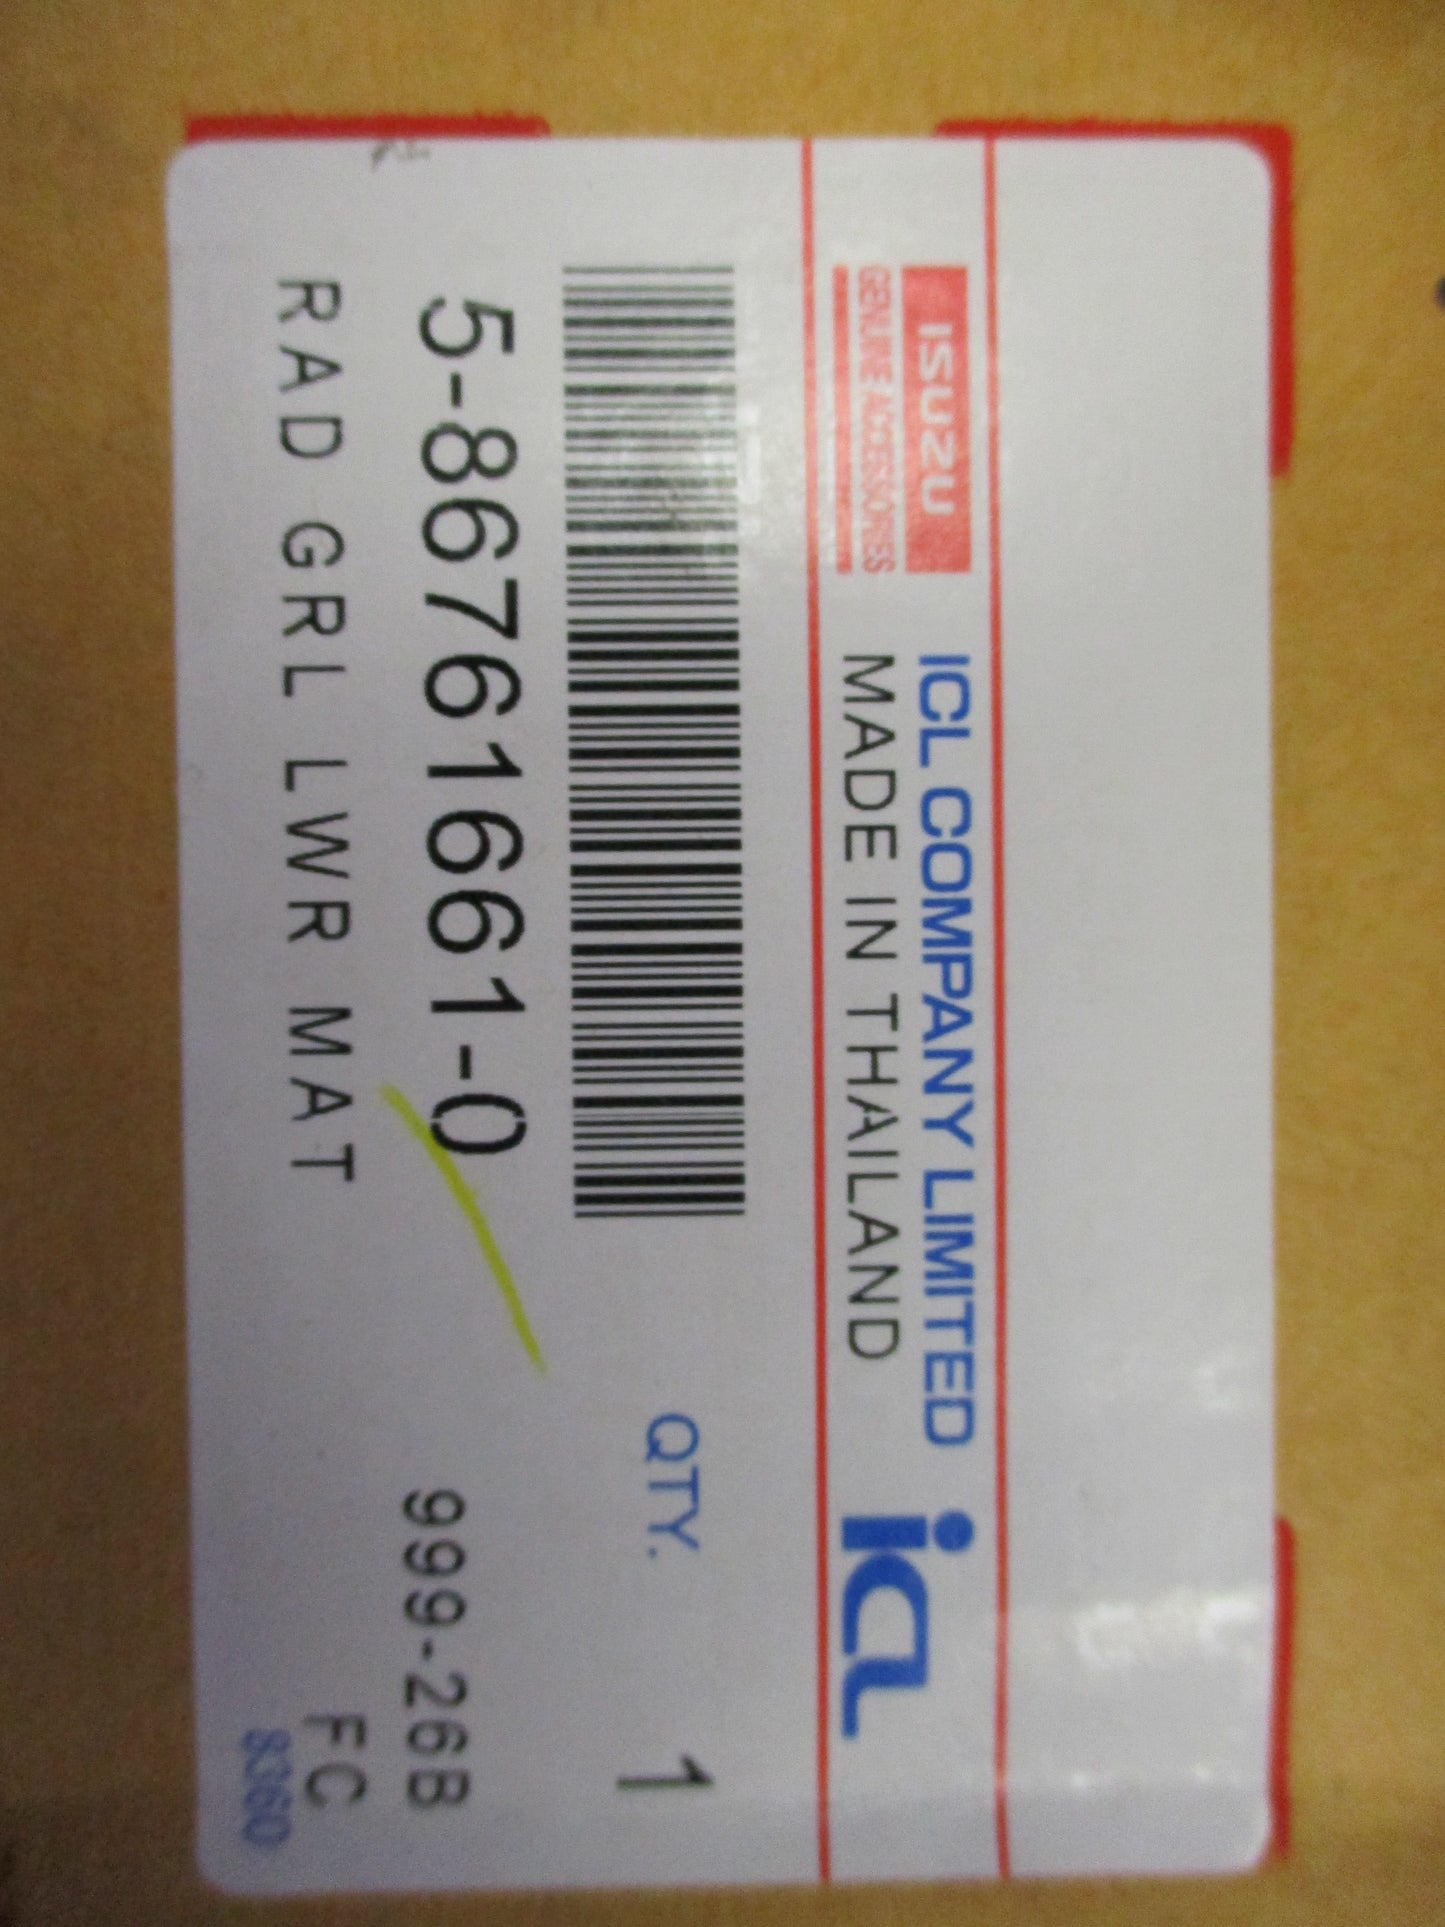 ISUZU
GENUINE ACCESSORIES
ICL COMPANY LIMITED
MADE IN THAILAND
icl
QTY. 1
5-86761661-0
999-26B
RAD GRL LWR MAT
FC
8360